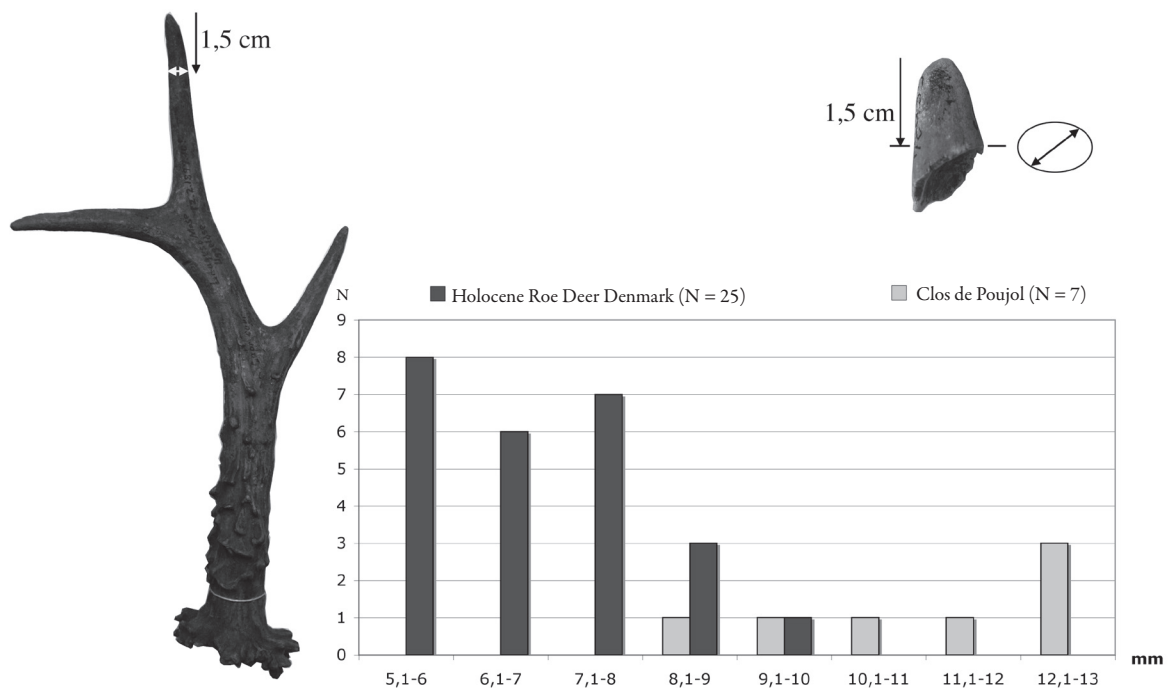 1,5 cm
1,5 cm
N
Holocene Roe Deer Denmark (N = 25)
Clos de Poujol (N = 7)
9
8
7
6
5
4
3
2
1
0
mm
5,1-6 6,1-7 7,1-8 8,1-9 9,1-10 10,1-11 11,1-12 12,1-13